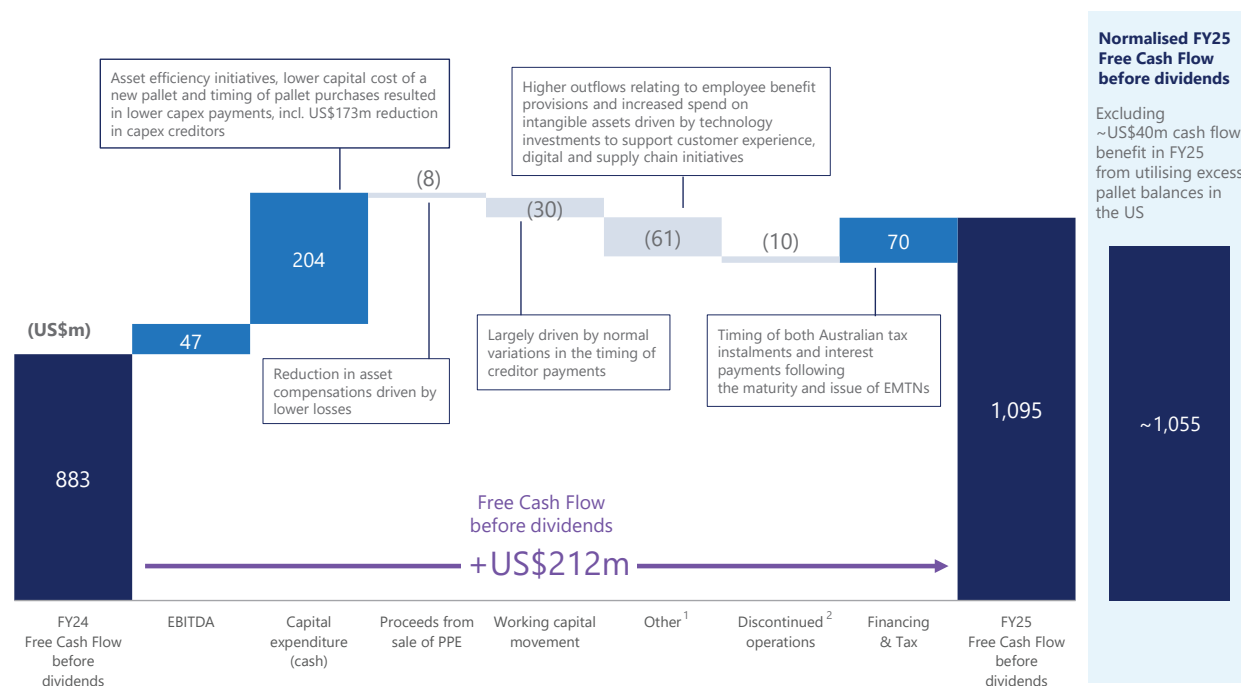 Asset efficiency initiatives, lower capital cost of a
new pallet and timing of pallet purchases resulted
in lower capex payments, incl. US$173m reduction
in capex creditors
Higher outflows relating to employee benefit
provisions and increased spend on
intangible assets driven by technology
investments to support customer experience,
digital and supply chain initiatives
Normalised FY25
Free Cash Flow
before dividends
Excluding
~US$40m cash flow
benefit in FY25
from utilising excess
pallet balances in
the US
(8)
(30)
(61)
(10)
70
204
(US$m)
47
Reduction in asset
compensations driven by
lower losses
Largely driven by normal
variations in the timing of
creditor payments
Timing of both Australian tax
instalments and interest
payments following
the maturity and issue of EMTNs
883
1,095
~1,055
Free Cash Flow
before dividends
+US$212m
FY24
Free Cash Flow
before
dividends
EBITDA
Capital
expenditure
(cash)
Proceeds from
sale of PPE
Working capital
movement
Other 1
Discontinued 2
operations
Financing
& Tax
FY25
Free Cash Flow
before
dividends